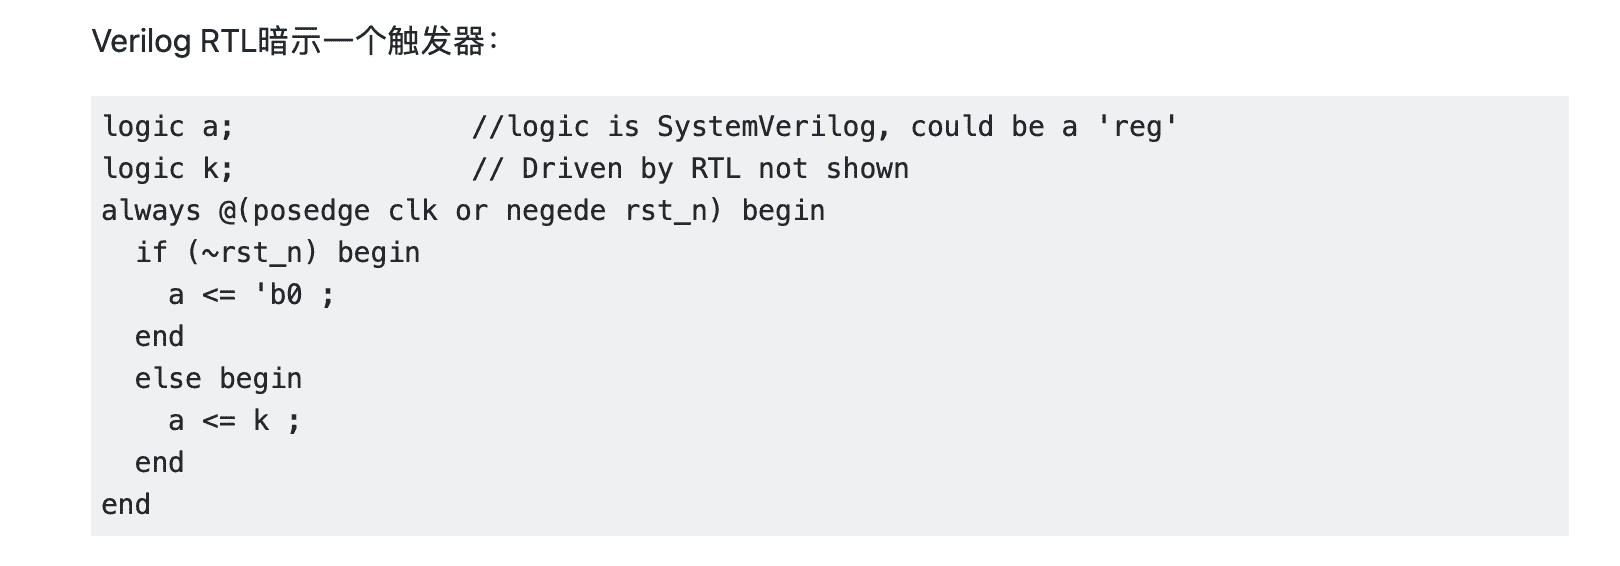 Verilog RTL暗示一个触发器：
logic a;              //logic is SystemVerilog, could be a 'reg'
logic k;              // Driven by RTL not shown
always @(posedge clk or negede rst_n) begin
  if (~rst_n) begin
    a <= 'b0 ;
  end
  else begin
    a <= k ;
  end
end